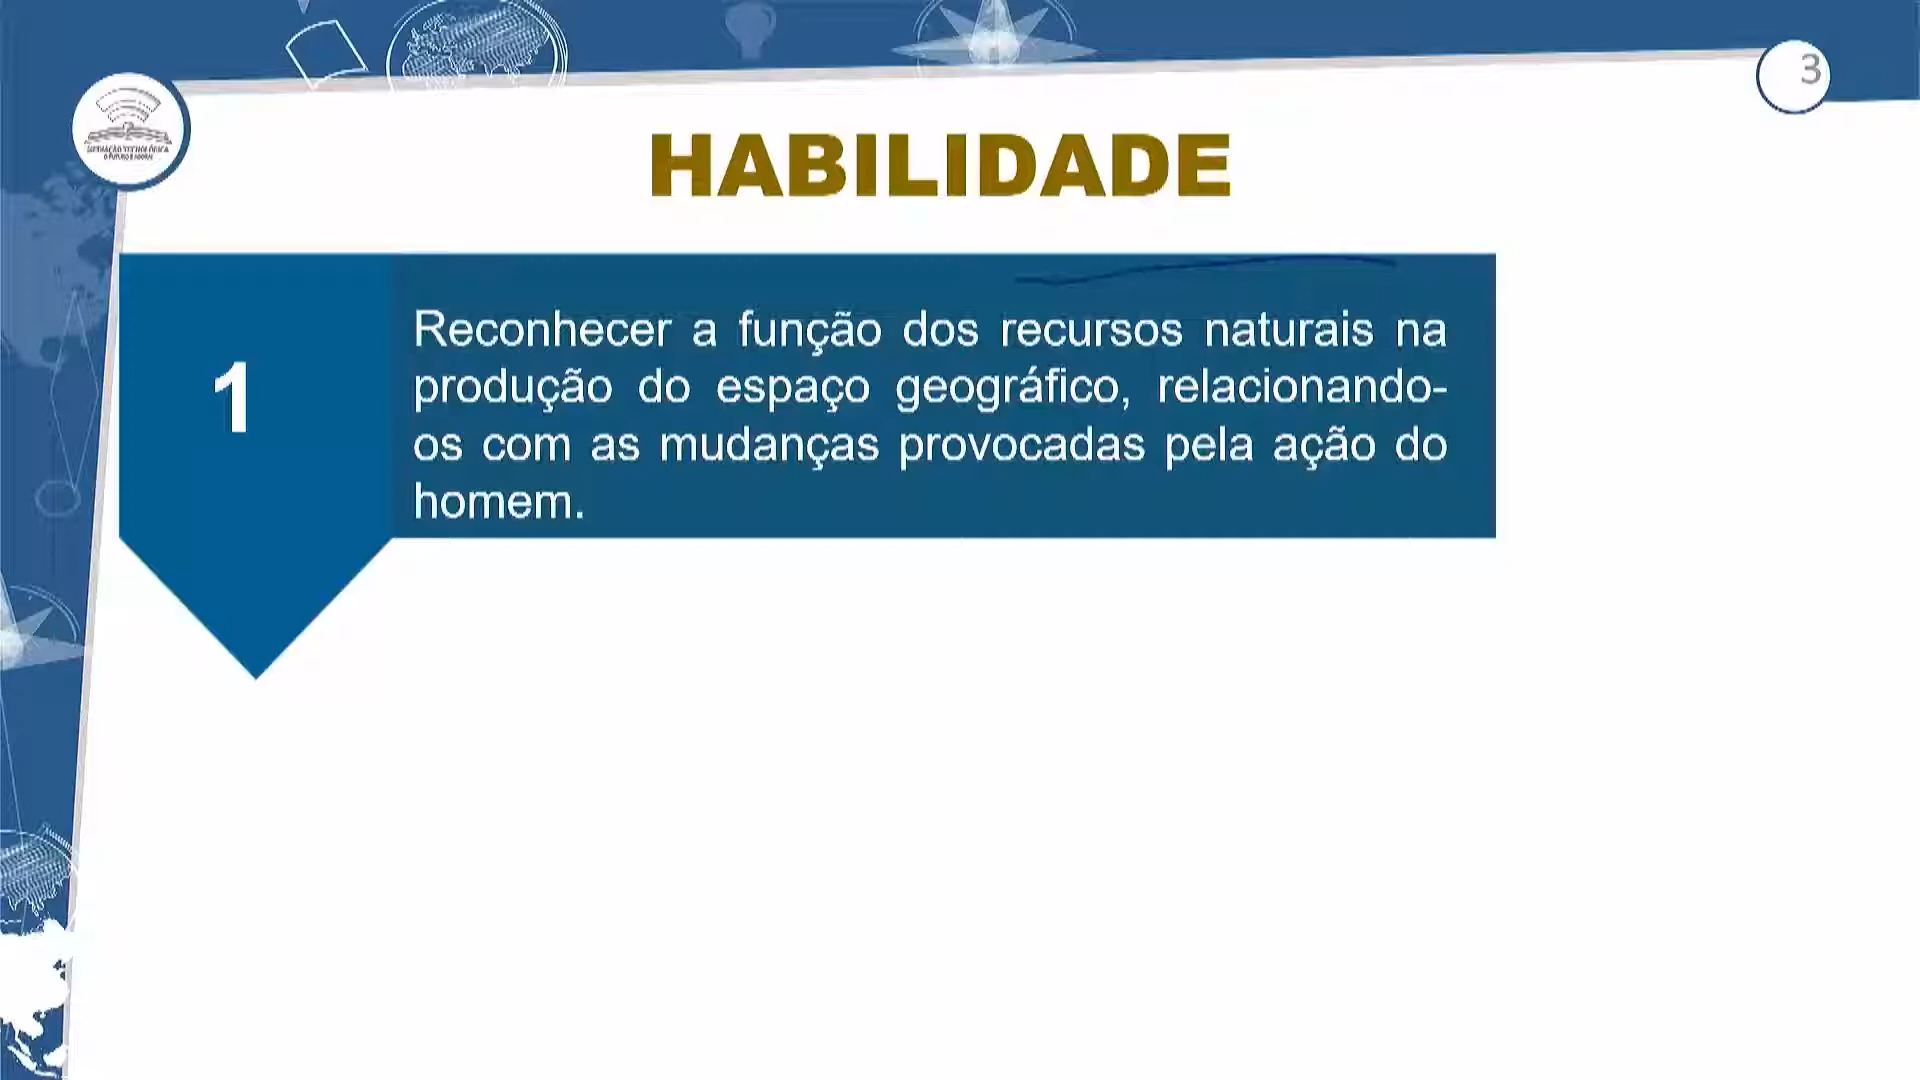 3
HABILIDADE
1
Reconhecer a função dos recursos naturais na
produção do espaço geográfico, relacionando-
os com as mudanças provocadas pela ação do
homem.